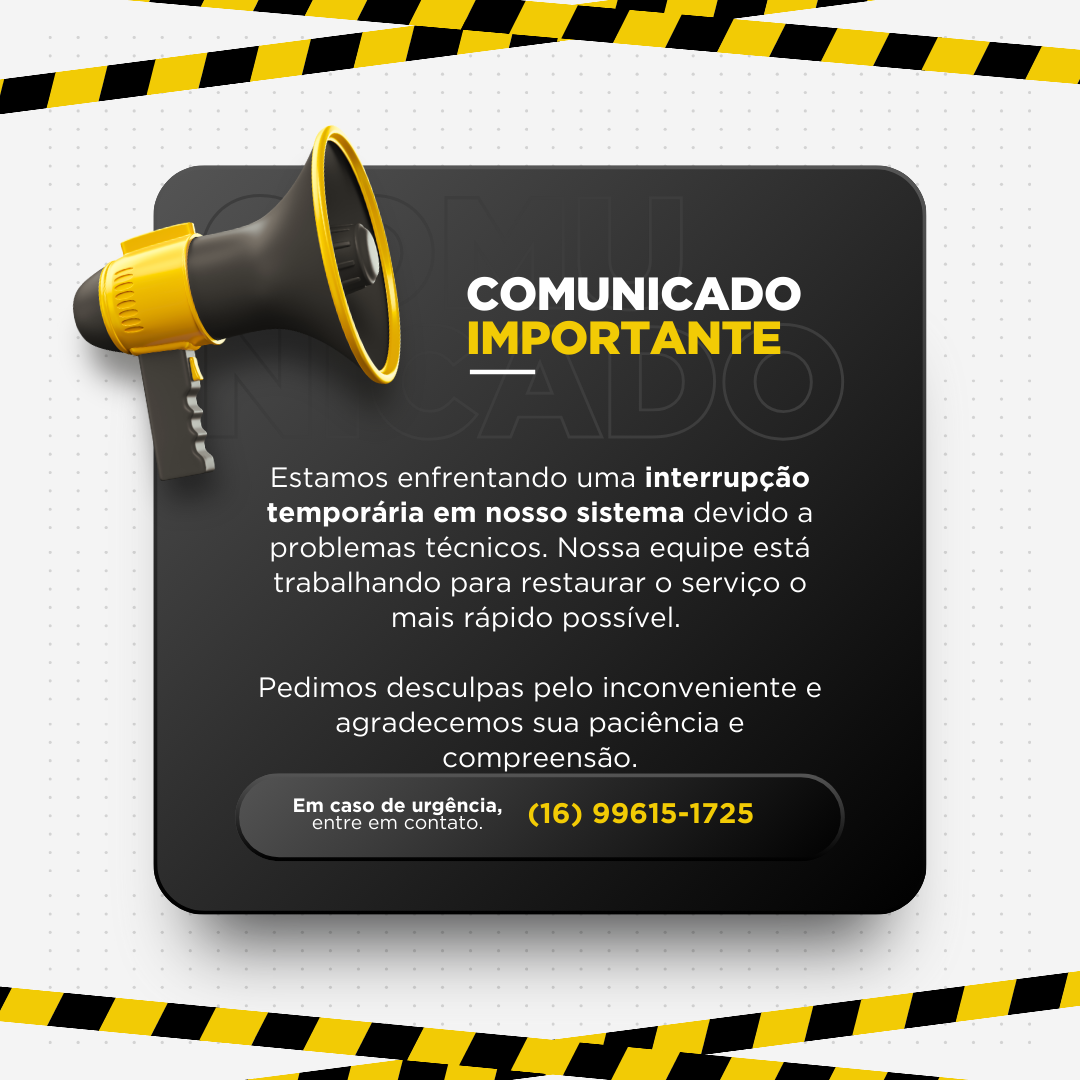 COMU
NICADO
COMUNICADO
IMPORTANTE
Estamos enfrentando uma interrupção
temporária em nosso sistema devido a
problemas técnicos. Nossa equipe está
trabalhando para restaurar o serviço o
mais rápido possível.
Pedimos desculpas pelo inconveniente e
agradecemos sua paciência e
compreensão.
Em caso de urgência,
entre em contato.
(16) 99615-1725